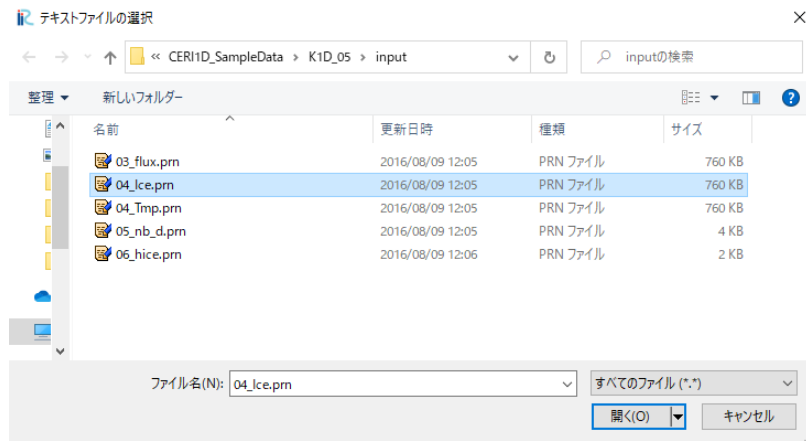 iRC テキストファイルの選択
« CERI1D_SampleData › K1D_05 › input
inputの検索
整理 新しいフォルダー
名前 更新日時 種類 サイズ
03_flux.prn 2016/08/09 12:05 PRN ファイル 760 KB
04_Ice.prn 2016/08/09 12:05 PRN ファイル 760 KB
04_Tmp.prn 2016/08/09 12:05 PRN ファイル 760 KB
05_nb_d.prn 2016/08/09 12:05 PRN ファイル 4 KB
06_hice.prn 2016/08/09 12:06 PRN ファイル 2 KB
ファイル名(N): 04_Ice.prn すべてのファイル (*.*)
開く(O) キャンセル